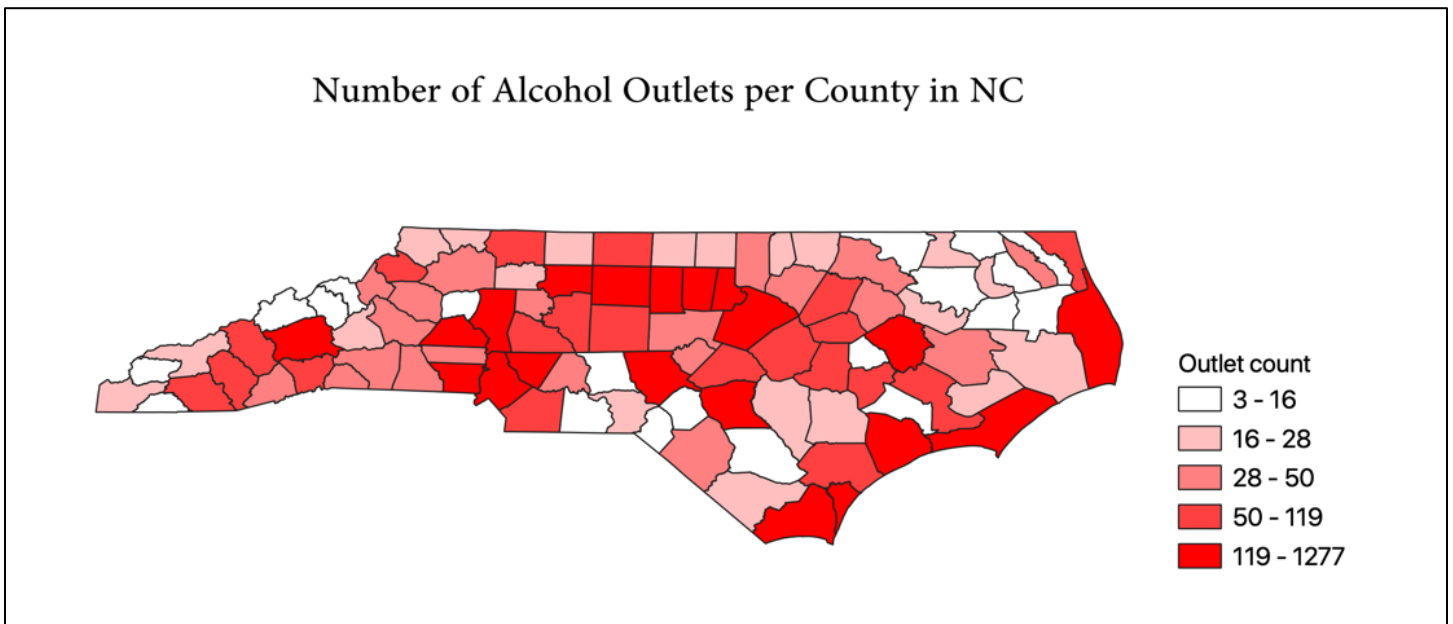 Number of Alcohol Outlets per County in NC
Outlet count
3 - 16
16 - 28
28 - 50
50 - 119
119 - 1277